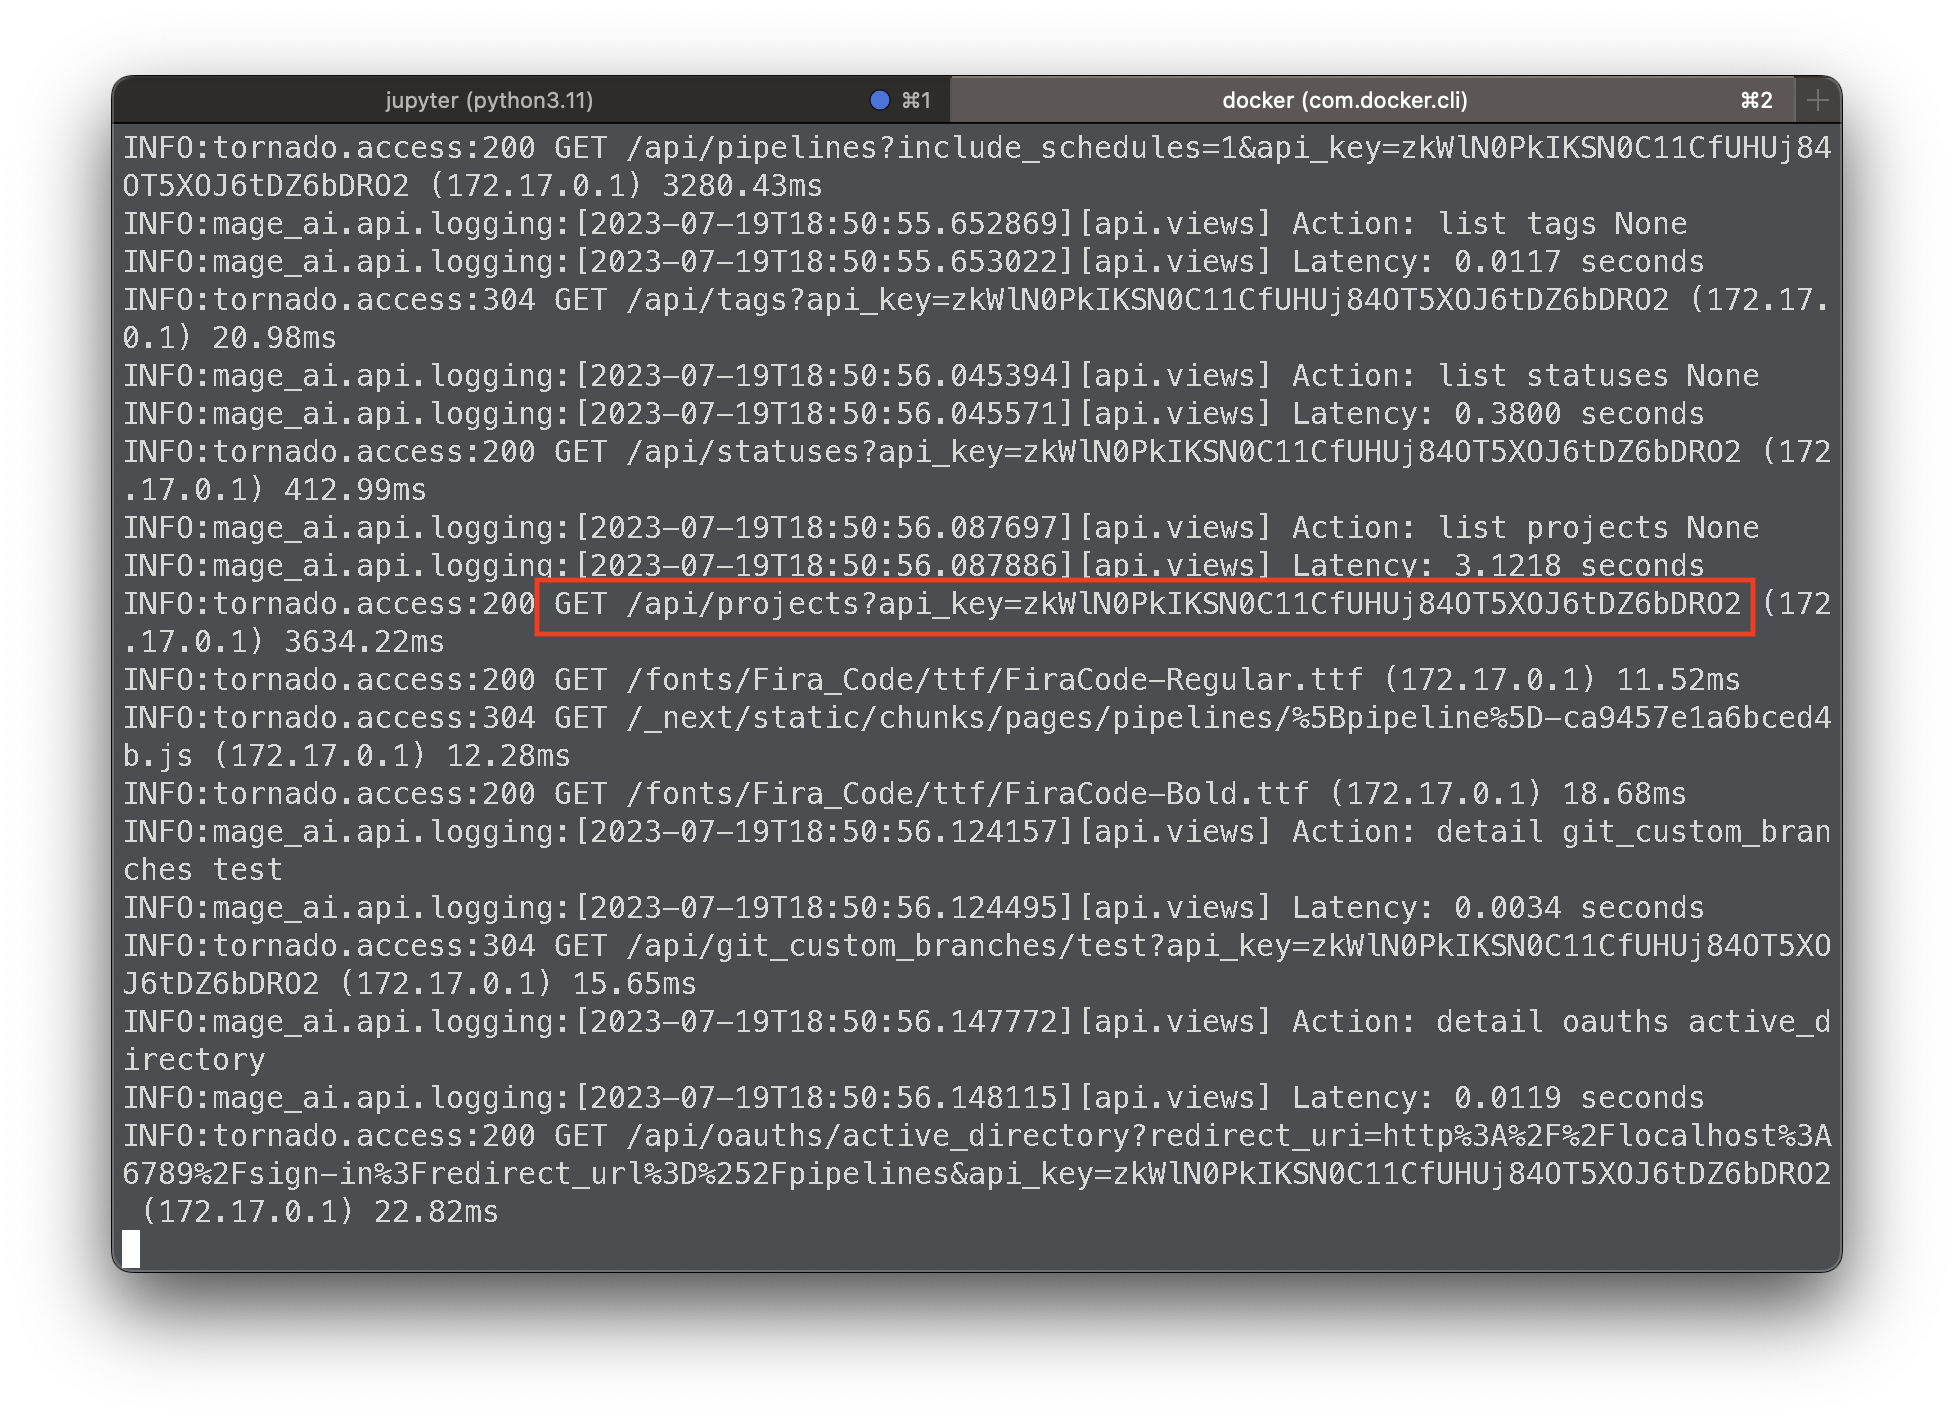 jupyter (python3.11) ⌘1 docker (com.docker.cli) ⌘2 +
INFO:tornado.access:200 GET /api/pipelines?include_schedules=1&api_key=zkWlN0PkIKSN0C11CfUHUj84
OT5XOJ6tDZ6bDRO2 (172.17.0.1) 3280.43ms
INFO:mage_ai.api.logging:[2023-07-19T18:50:55.652869][api.views] Action: list tags None
INFO:mage_ai.api.logging:[2023-07-19T18:50:55.653022][api.views] Latency: 0.0117 seconds
INFO:tornado.access:304 GET /api/tags?api_key=zkWlN0PkIKSN0C11CfUHUj84OT5XOJ6tDZ6bDRO2 (172.17.
0.1) 20.98ms
INFO:mage_ai.api.logging:[2023-07-19T18:50:56.045394][api.views] Action: list statuses None
INFO:mage_ai.api.logging:[2023-07-19T18:50:56.045571][api.views] Latency: 0.3800 seconds
INFO:tornado.access:200 GET /api/statuses?api_key=zkWlN0PkIKSN0C11CfUHUj84OT5XOJ6tDZ6bDRO2 (172
.17.0.1) 412.99ms
INFO:mage_ai.api.logging:[2023-07-19T18:50:56.087697][api.views] Action: list projects None
INFO:mage_ai.api.logging:[2023-07-19T18:50:56.087886][api.views] Latency: 3.1218 seconds
INFO:tornado.access:200 GET /api/projects?api_key=zkWlN0PkIKSN0C11CfUHUj84OT5XOJ6tDZ6bDRO2 (172
.17.0.1) 3634.22ms
INFO:tornado.access:200 GET /fonts/Fira_Code/ttf/FiraCode-Regular.ttf (172.17.0.1) 11.52ms
INFO:tornado.access:304 GET /_next/static/chunks/pages/pipelines/%5Bpipeline%5D-ca9457e1a6bced4
b.js (172.17.0.1) 12.28ms
INFO:tornado.access:200 GET /fonts/Fira_Code/ttf/FiraCode-Bold.ttf (172.17.0.1) 18.68ms
INFO:mage_ai.api.logging:[2023-07-19T18:50:56.124157][api.views] Action: detail git_custom_bran
ches test
INFO:mage_ai.api.logging:[2023-07-19T18:50:56.124495][api.views] Latency: 0.0034 seconds
INFO:tornado.access:304 GET /api/git_custom_branches/test?api_key=zkWlN0PkIKSN0C11CfUHUj84OT5XO
J6tDZ6bDRO2 (172.17.0.1) 15.65ms
INFO:mage_ai.api.logging:[2023-07-19T18:50:56.147772][api.views] Action: detail oauths active_d
irectory
INFO:mage_ai.api.logging:[2023-07-19T18:50:56.148115][api.views] Latency: 0.0119 seconds
INFO:tornado.access:200 GET /api/oauths/active_directory?redirect_uri=http%3A%2F%2Flocalhost%3A
6789%2Fsign-in%3Fredirect_url%3D%252Fpipelines&api_key=zkWlN0PkIKSN0C11CfUHUj84OT5XOJ6tDZ6bDRO2
 (172.17.0.1) 22.82ms